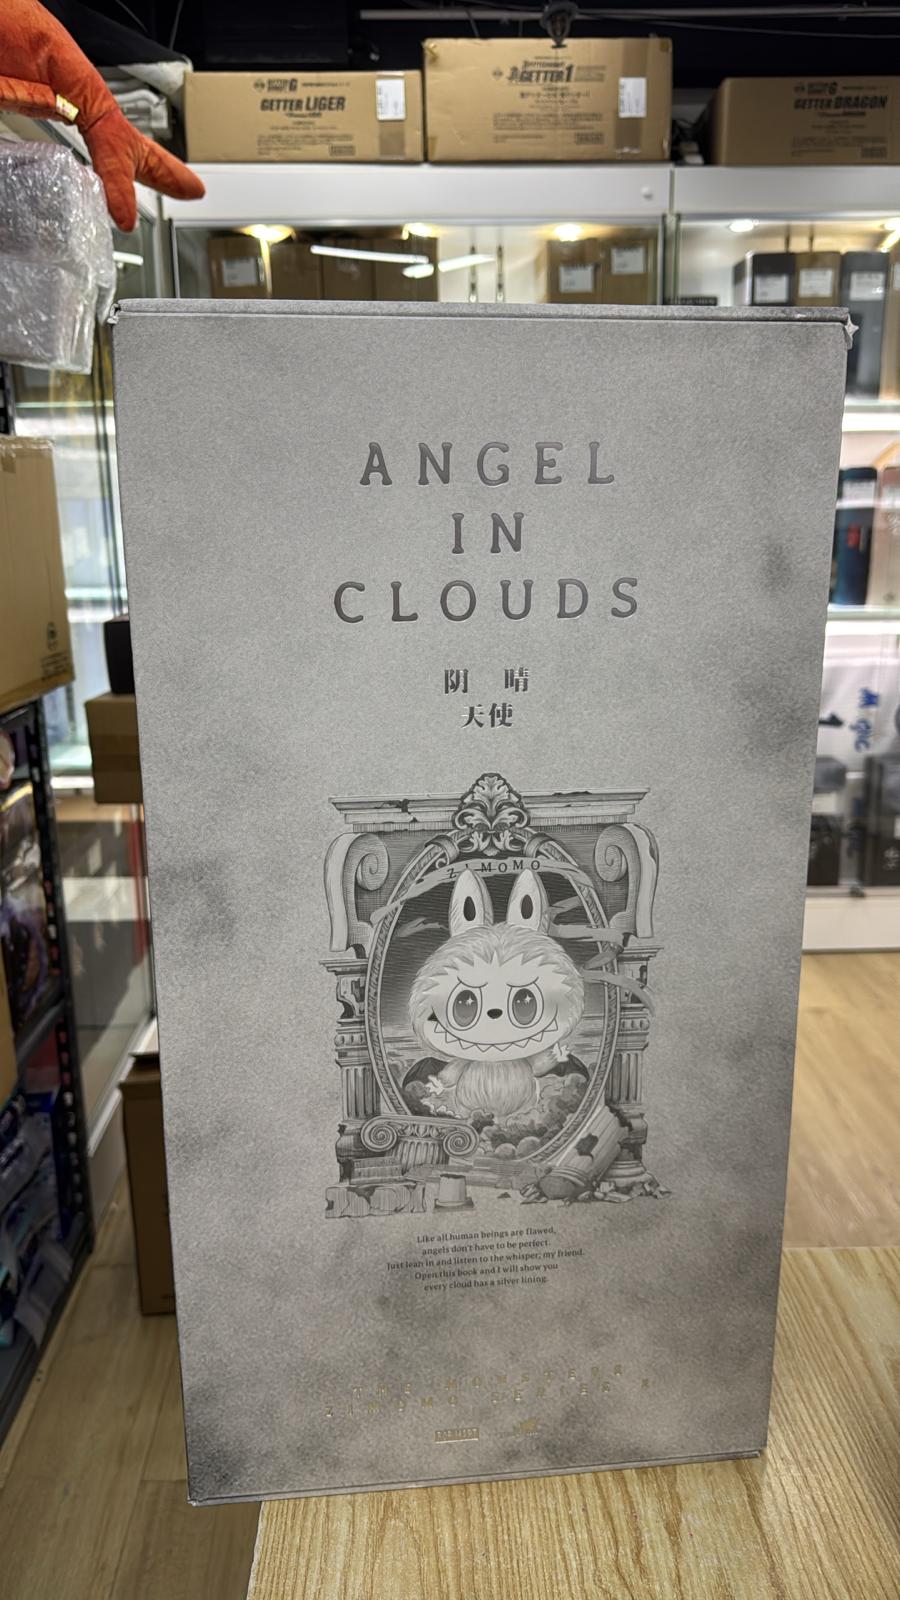 GETTER LIGER
GETTER 1
GETTER DRAGON
ANGEL
IN
CLOUDS
阴 晴
天使
ZIMOMO
Like all human beings are flawed,
angels don't have to be perfect.
Just lean in and listen to the whisper, my friend.
Open this book and I will show you
every cloud has a silver lining.
THE MONSTERS
ZIMOMO SERIES
POP MART